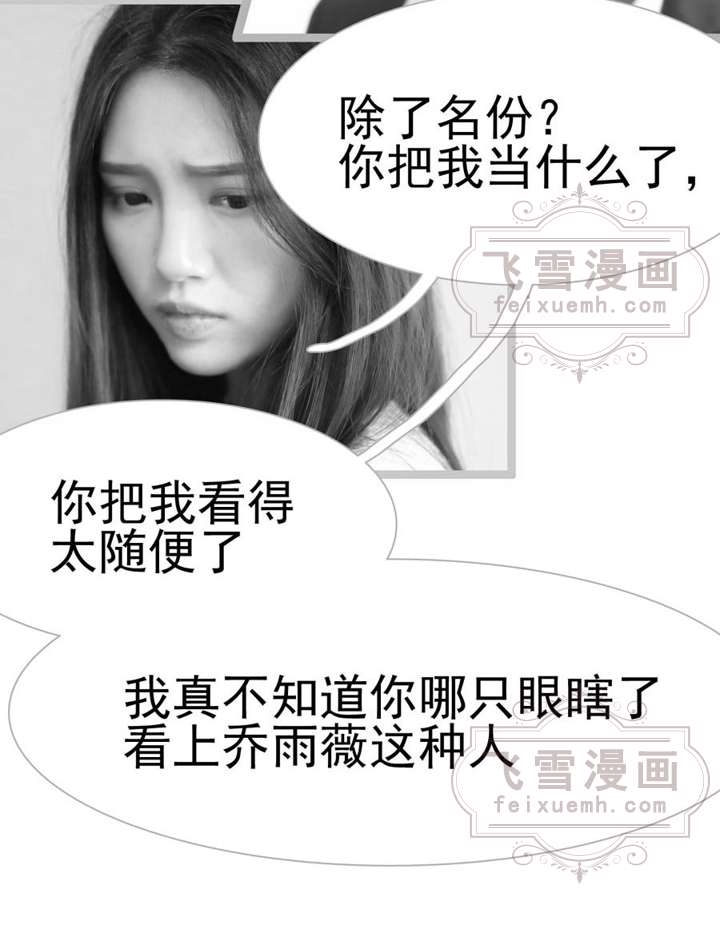 除了名份？
你把我当什么了，
飞雪漫画
feixuemh.com
你把我看得
太随便了
我真不知道你哪只眼瞎了
看上乔雨薇这种人
飞雪漫画
feixuemh.com